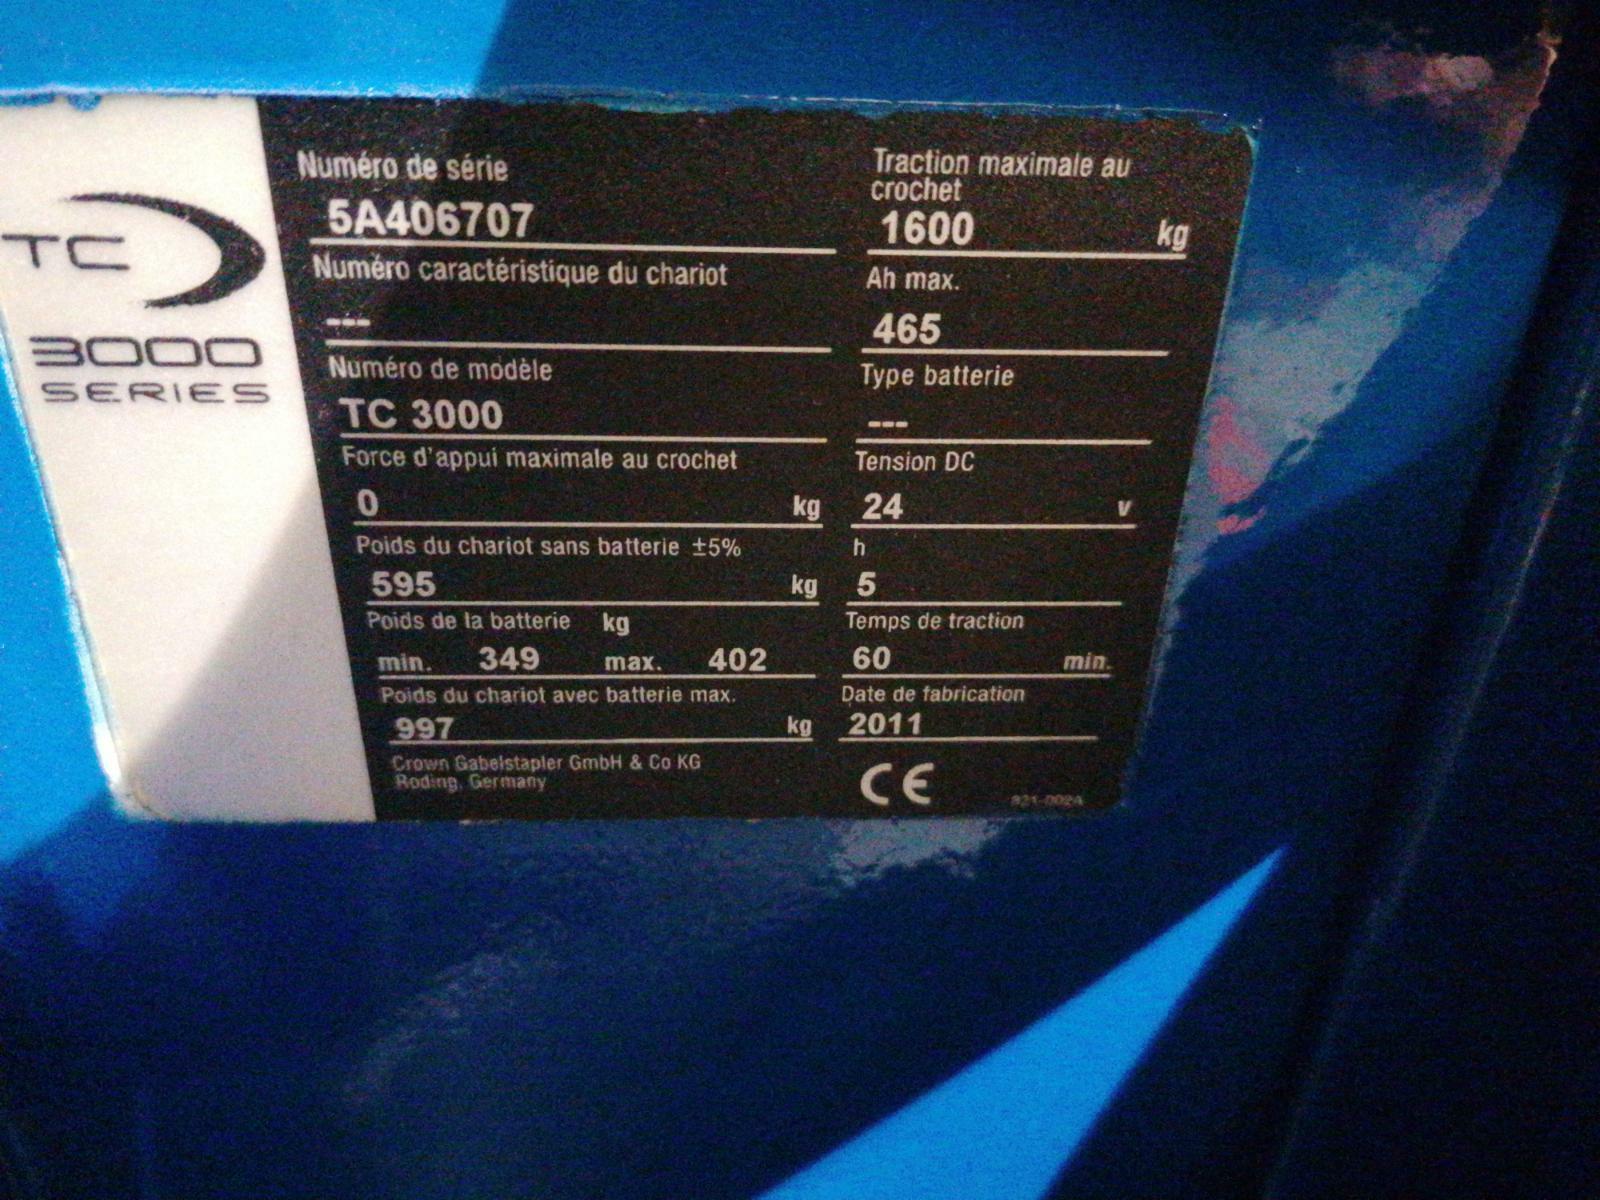 TC
3000
SERIES
Numéro de série
5A406707
Numéro caractéristique du chariot
---
Numéro de modèle
TC 3000
Force d'appui maximale au crochet
0 kg
Poids du chariot sans batterie ±5%
595 kg
Poids de la batterie kg
min. 349 max. 402
Poids du chariot avec batterie max.
997 kg
Crown Gabelstapler GmbH & Co KG
Roding, Germany
Traction maximale au
crochet
1600 kg
Ah max.
465
Type batterie
---
Tension DC
24 v
h
5
Temps de traction
60 min.
Date de fabrication
2011
CE